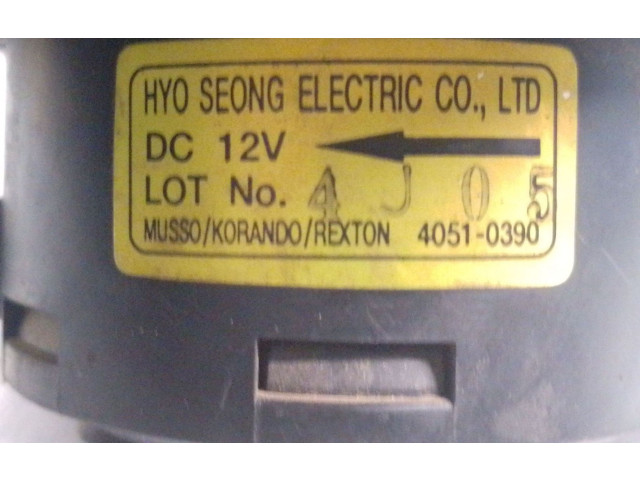 HYO SEONG ELECTRIC CO., LTD
DC 12V
LOT No. 4 J 0 5
MUSSO/KORANDO/REXTON 4051-0390